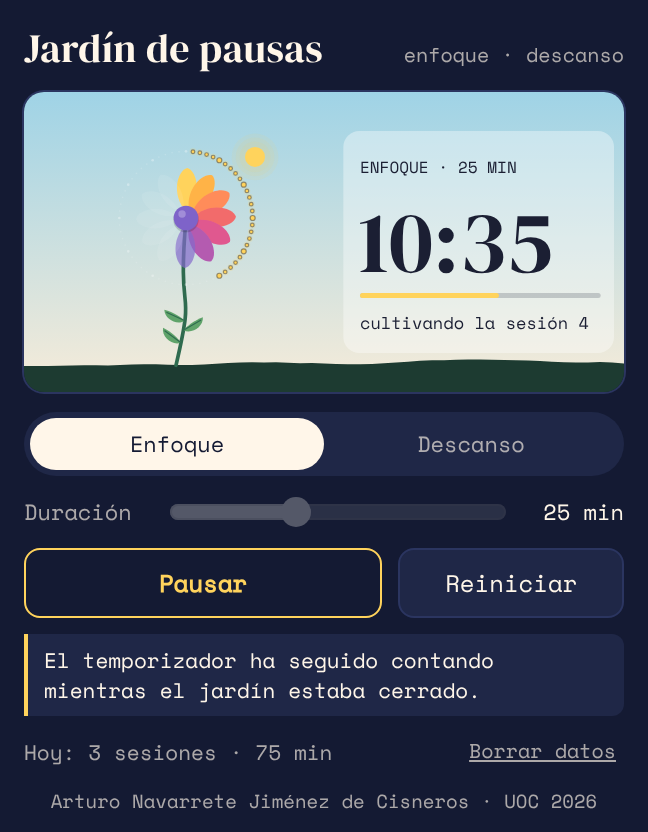 Jardín de pausas
enfoque · descanso
ENFOQUE · 25 MIN
10:35
cultivando la sesión 4
Enfoque
Descanso
Duración
25 min
Pausar
Reiniciar
El temporizador ha seguido contando
mientras el jardín estaba cerrado.
Hoy: 3 sesiones · 75 min
Borrar datos
Arturo Navarrete Jiménez de Cisneros · UOC 2026